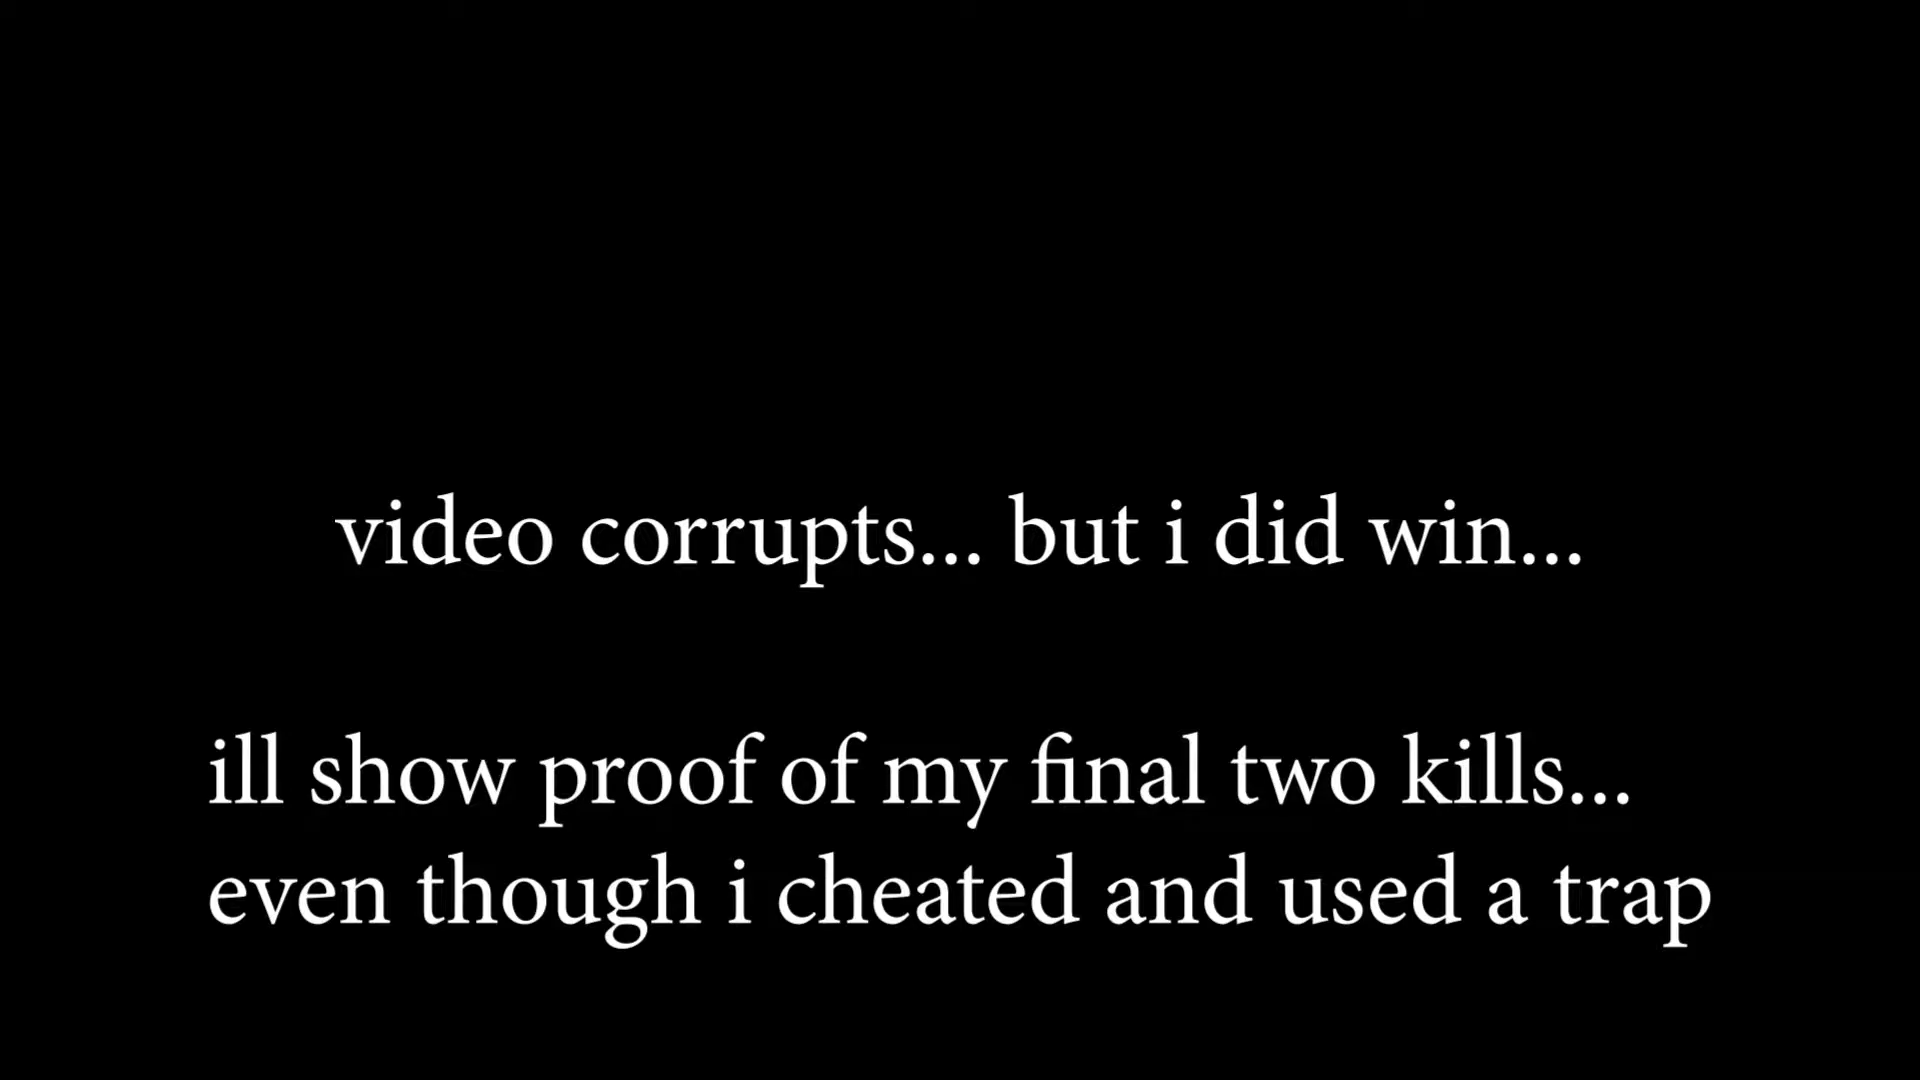 video corrupts... but i did win...
ill show proof of my final two kills...
even though i cheated and used a trap